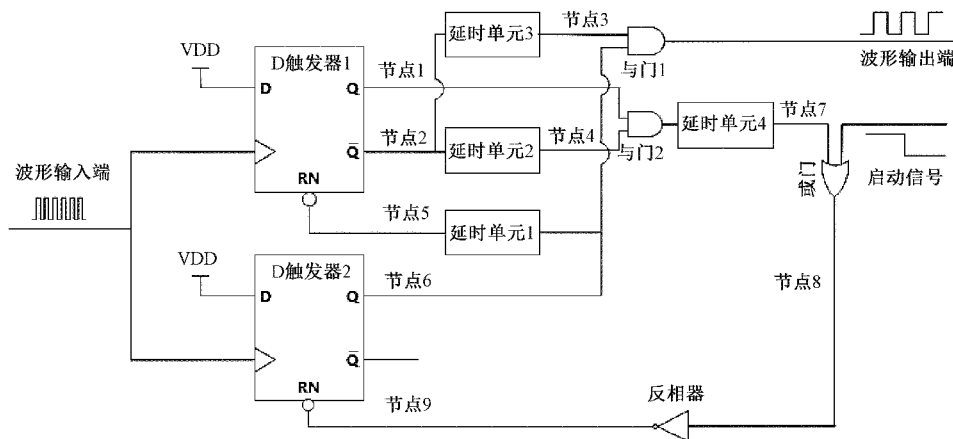 延时单元3
节点3
VDD
D触发器1
节点1
与门1
波形输出端
D
Q
节点2
延时单元2
节点4
与门2
延时单元4
节点7
Q̅
波形输入端
RN
节点5
延时单元1
或门
启动信号
VDD
D触发器2
节点6
节点8
D
Q
Q̅
RN
节点9
反相器